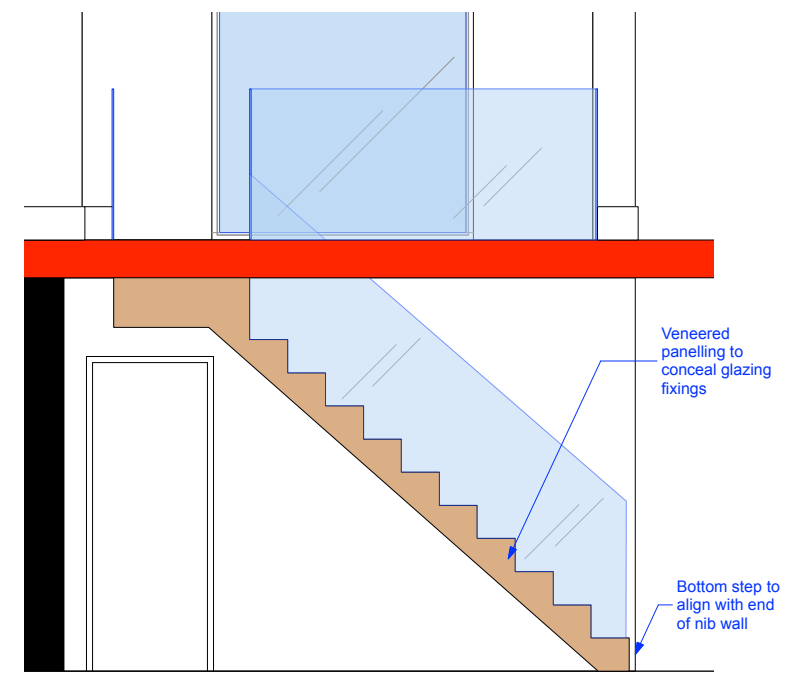 Veneered
panelling to
conceal glazing
fixings
Bottom step to
align with end
of nib wall